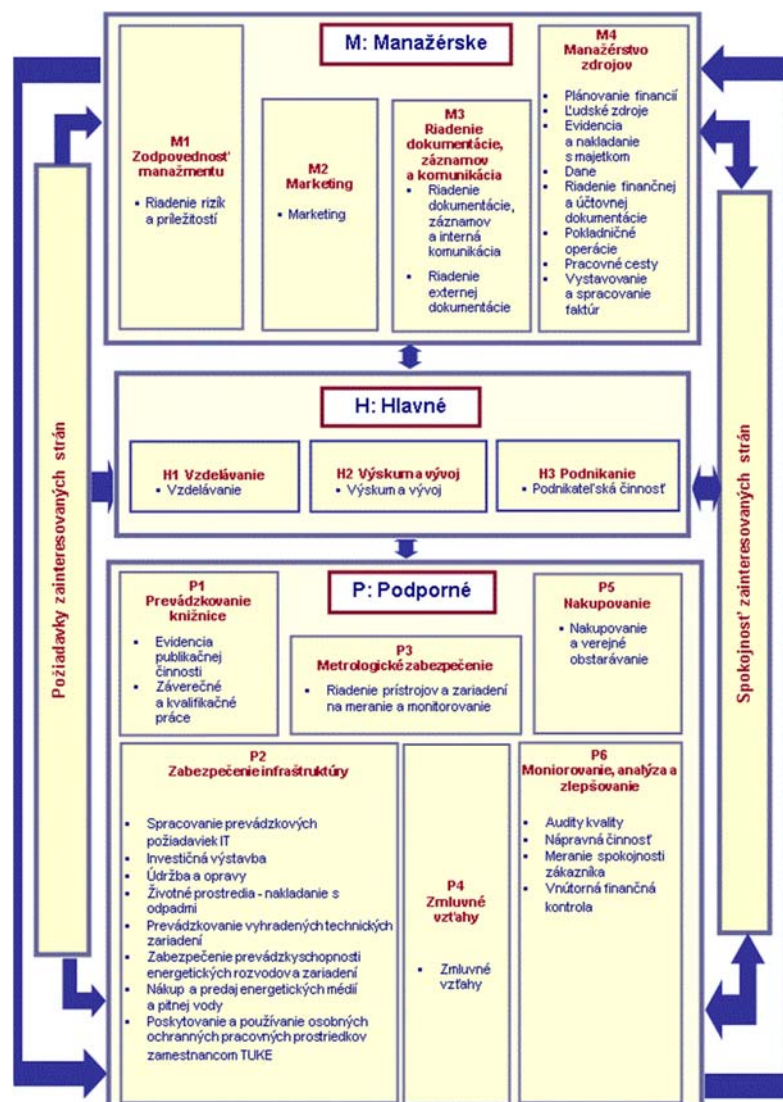 M: Manažérske
M1
Zodpovednosť
manažmentu
▪ Riadenie rizík
a príležitostí
M2
Marketing
▪ Marketing
M3
Riadenie
dokumentácie,
záznamov
a komunikácia
▪ Riadenie
dokumentácie,
záznamov
a interná
komunikácia
▪ Riadenie
externej
dokumentácie
M4
Manažérstvo
zdrojov
▪ Plánovanie financií
▪ Ľudské zdroje
▪ Evidencia
a nakladanie
s majetkom
▪ Dane
▪ Riadenie finančnej
a účtovnej
dokumentácie
▪ Pokladničné
operácie
▪ Pracovné cesty
▪ Vystavovanie
a spracovanie
faktúr
Požiadavky zainteresovaných strán
H: Hlavné
H1 Vzdelávanie
▪ Vzdelávanie
H2 Výskum a vývoj
▪ Výskum a vývoj
H3 Podnikanie
▪ Podnikateľská činnosť
Spokojnosť zainteresovaných strán
P: Podporné
P1
Prevádzkovanie
knižnice
▪ Evidencia
publikačnej
činnosti
▪ Záverečné
a kvalifikačné
práce
P3
Metrologické zabezpečenie
▪ Riadenie prístrojov a zariadení
na meranie a monitorovanie
P5
Nakupovanie
▪ Nakupovanie
a verejné
obstarávanie
P2
Zabezpečenie infraštruktúry
▪ Spracovanie prevádzkových
požiadaviek IT
▪ Investičná výstavba
▪ Údržba a opravy
▪ Životné prostredia - nakladanie s
odpadmi
▪ Prevádzkovanie vyhradených technických
zariadení
▪ Zabezpečenie prevádzkyschopnosti
energetických rozvodov a zariadení
▪ Nákup a predaj energetických médií
a pitnej vody
▪ Poskytovanie a používanie osobných
ochranných pracovných prostriedkov
zamestnancom TUKE
P4
Zmluvné
vzťahy
▪ Zmluvné
vzťahy
P6
Moniorovanie, analýza a
zlepšovanie
▪ Audity kvality
▪ Nápravná činnosť
▪ Meranie spokojnosti
zákazníka
▪ Vnútorná finančná
kontrola